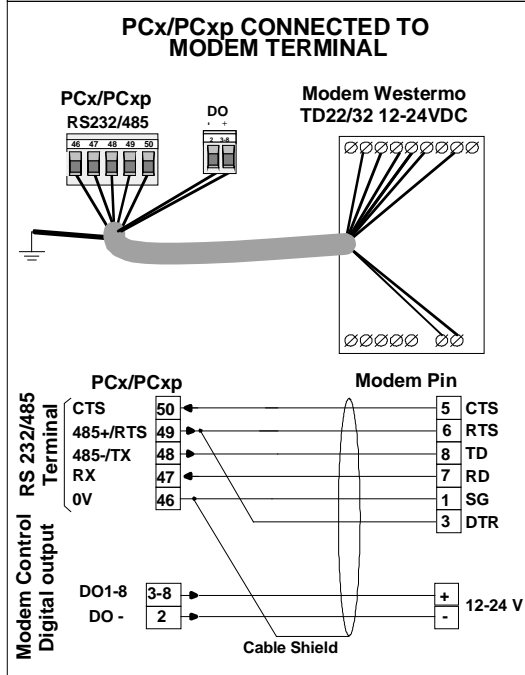 PCx/PCxp CONNECTED TO
MODEM TERMINAL
PCx/PCxp
RS232/485
46 47 48 49 50
DO
- +
2 3-8
Modem Westermo
TD22/32 12-24VDC
PCx/PCxp
Modem Pin
RS 232/485
Terminal
CTS 50 5 CTS
485+/RTS 49 6 RTS
485-/TX 48 8 TD
RX 47 7 RD
0V 46 1 SG
3 DTR
Modem Control
Digital output
DO1-8 3-8 + 12-24 V
DO - 2 -
Cable Shield